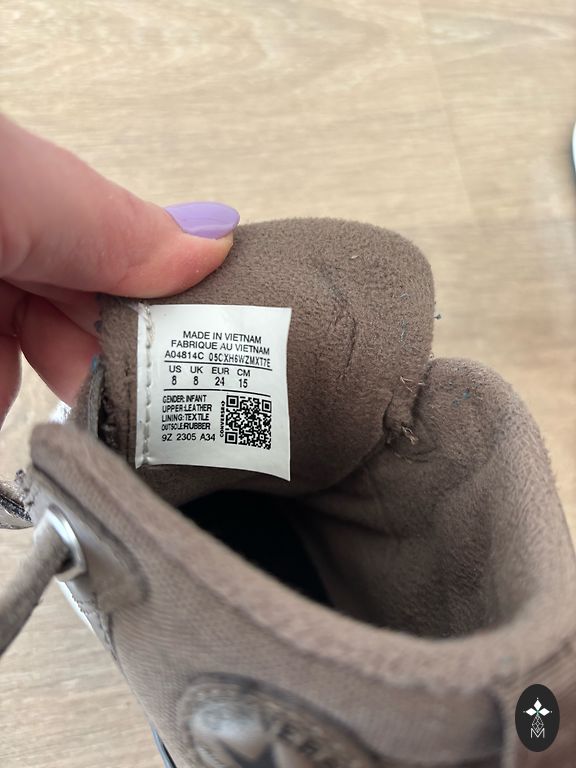 MADE IN VIETNAM
FABRIQUE AU VIETNAM
A04814C 05CXH6WZMXT7E
US UK EUR CM
8 8 24 15
GENDER: INFANT
UPPER:LEATHER
LINING:TEXTILE
OUTSOLE:RUBBER
9Z 2305 A34
CONVERSE®
M